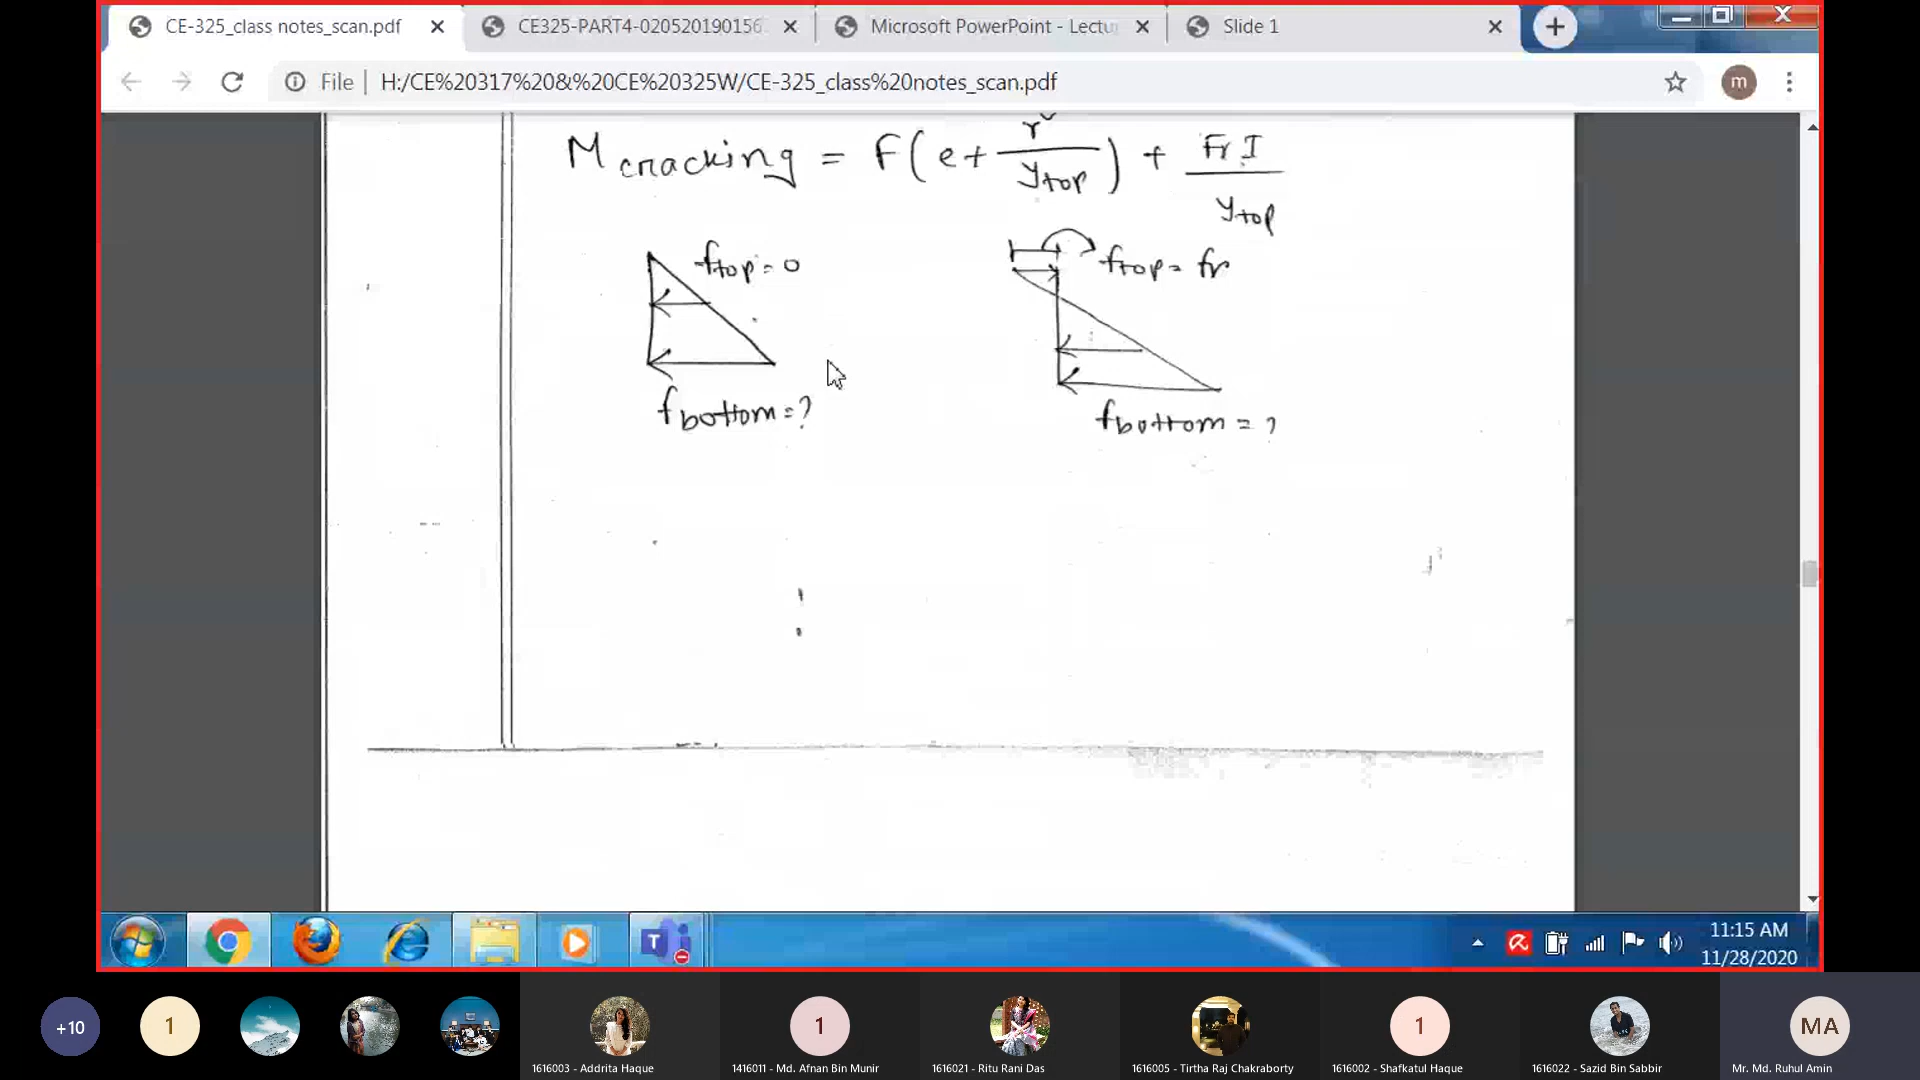 CE-325_class notes_scan.pdf
CE325-PART4-020520190156
Microsoft PowerPoint - Lectu
Slide 1
File
H:/CE%20317%20&%20CE%20325W/CE-325_class%20notes_scan.pdf
m
M cracking = F(e+ r² / ytop) + Fr I / ytop
ftop = 0
ftop = fr
fbottom = ?
fbottom = ?
11:15 AM
11/28/2020
+10
1
1
1
MA
1616003 - Addrita Haque
1416011 - Md. Afnan Bin Munir
1616021 - Ritu Rani Das
1616005 - Tirtha Raj Chakraborty
1616002 - Shafkatul Haque
1616022 - Sazid Bin Sabbir
Mr. Md. Ruhul Amin